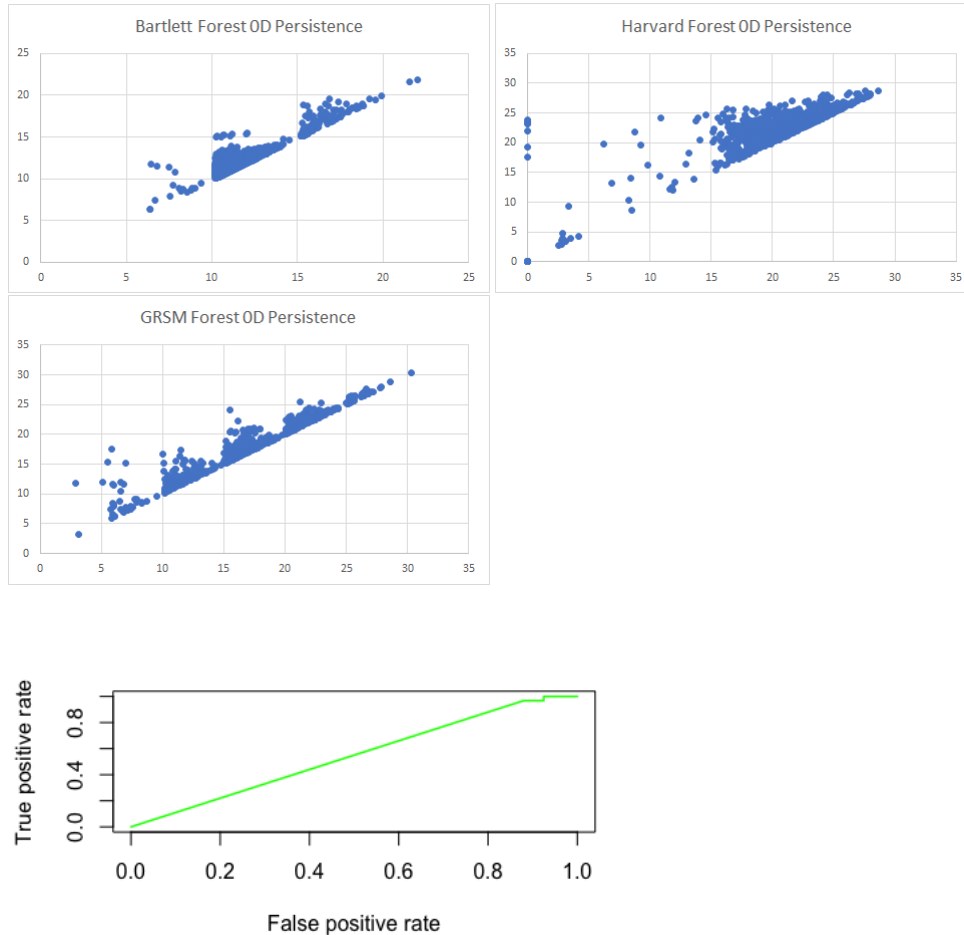 Bartlett Forest 0D Persistence
25
20
15
10
5
0
0 5 10 15 20 25
Harvard Forest 0D Persistence
35
30
25
20
15
10
5
0
0 5 10 15 20 25 30 35
GRSM Forest 0D Persistence
35
30
25
20
15
10
5
0
0 5 10 15 20 25 30 35
True positive rate
0.8
0.4
0.0
0.0 0.2 0.4 0.6 0.8 1.0
False positive rate